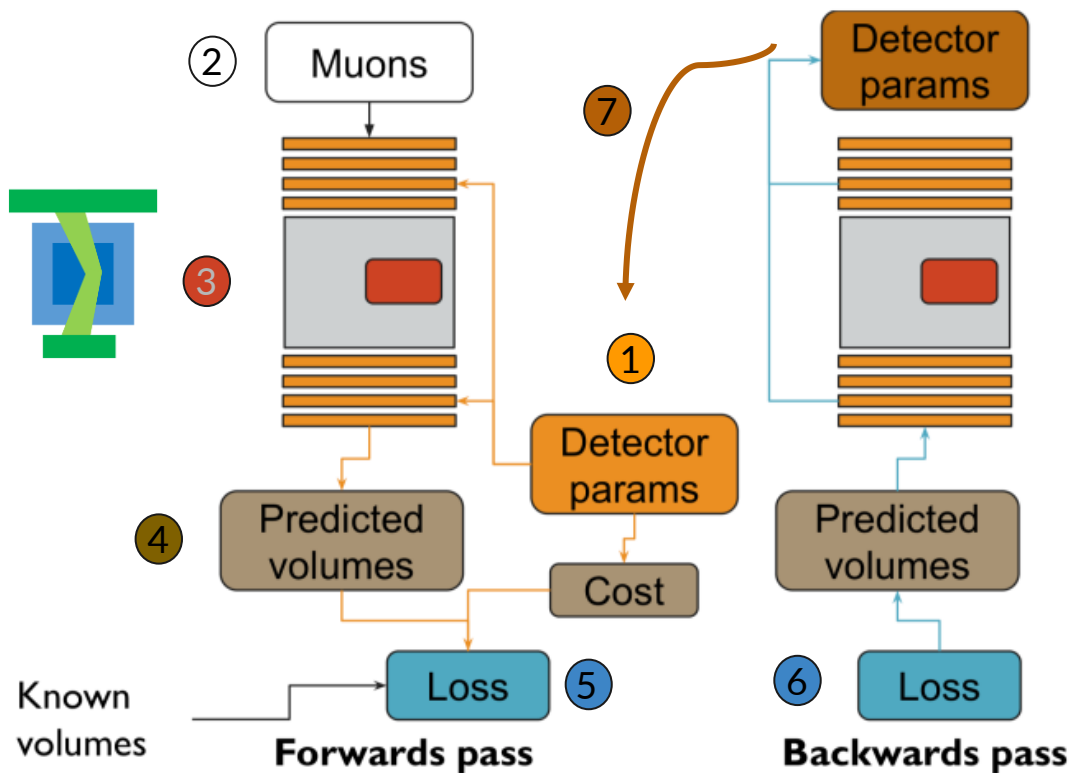 2
Muons
7
Detector
params
3
1
Detector
params
4
Predicted
volumes
Cost
Predicted
volumes
Known
volumes
Loss
5
6
Loss
Forwards pass
Backwards pass